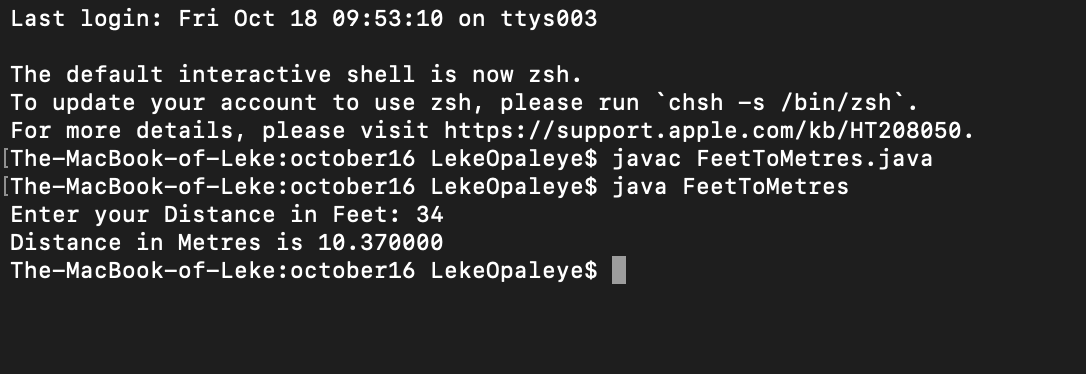 Last login: Fri Oct 18 09:53:10 on ttys003
The default interactive shell is now zsh.
To update your account to use zsh, please run `chsh -s /bin/zsh`.
For more details, please visit https://support.apple.com/kb/HT208050.
[The-MacBook-of-Leke:october16 LekeOpaleye$ javac FeetToMetres.java
[The-MacBook-of-Leke:october16 LekeOpaleye$ java FeetToMetres
Enter your Distance in Feet: 34
Distance in Metres is 10.370000
The-MacBook-of-Leke:october16 LekeOpaleye$